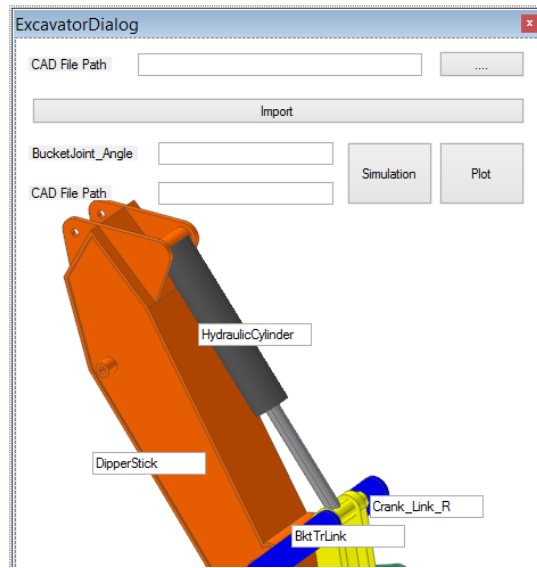 ExcavatorDialog
x
CAD File Path
....
Import
BucketJoint_Angle
Simulation
Plot
CAD File Path
HydraulicCylinder
DipperStick
Crank_Link_R
BktTrLink